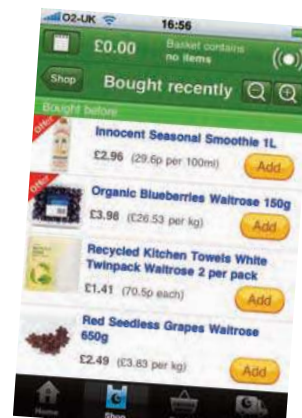 O2-UK 16:56
£0.00 Basket contains
no items
Shop Bought recently
Bought before
Offer
Innocent Seasonal Smoothie 1L
£2.96 (29.6p per 100ml) Add
Offer
Organic Blueberries Waitrose 150g
£3.98 (£26.53 per kg) Add
Recycled Kitchen Towels White
Twinpack Waitrose 2 per pack
£1.41 (70.5p each) Add
Red Seedless Grapes Waitrose
650g
£2.49 (£3.83 per kg) Add
Home Shop